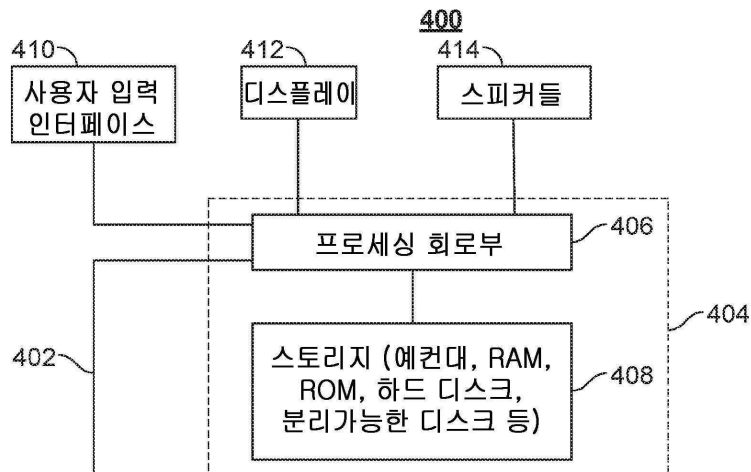 400
410
412
414
사용자 입력
인터페이스
디스플레이
스피커들
프로세싱 회로부
406
404
402
스토리지 (예컨대, RAM,
ROM, 하드 디스크,
분리가능한 디스크 등)
408